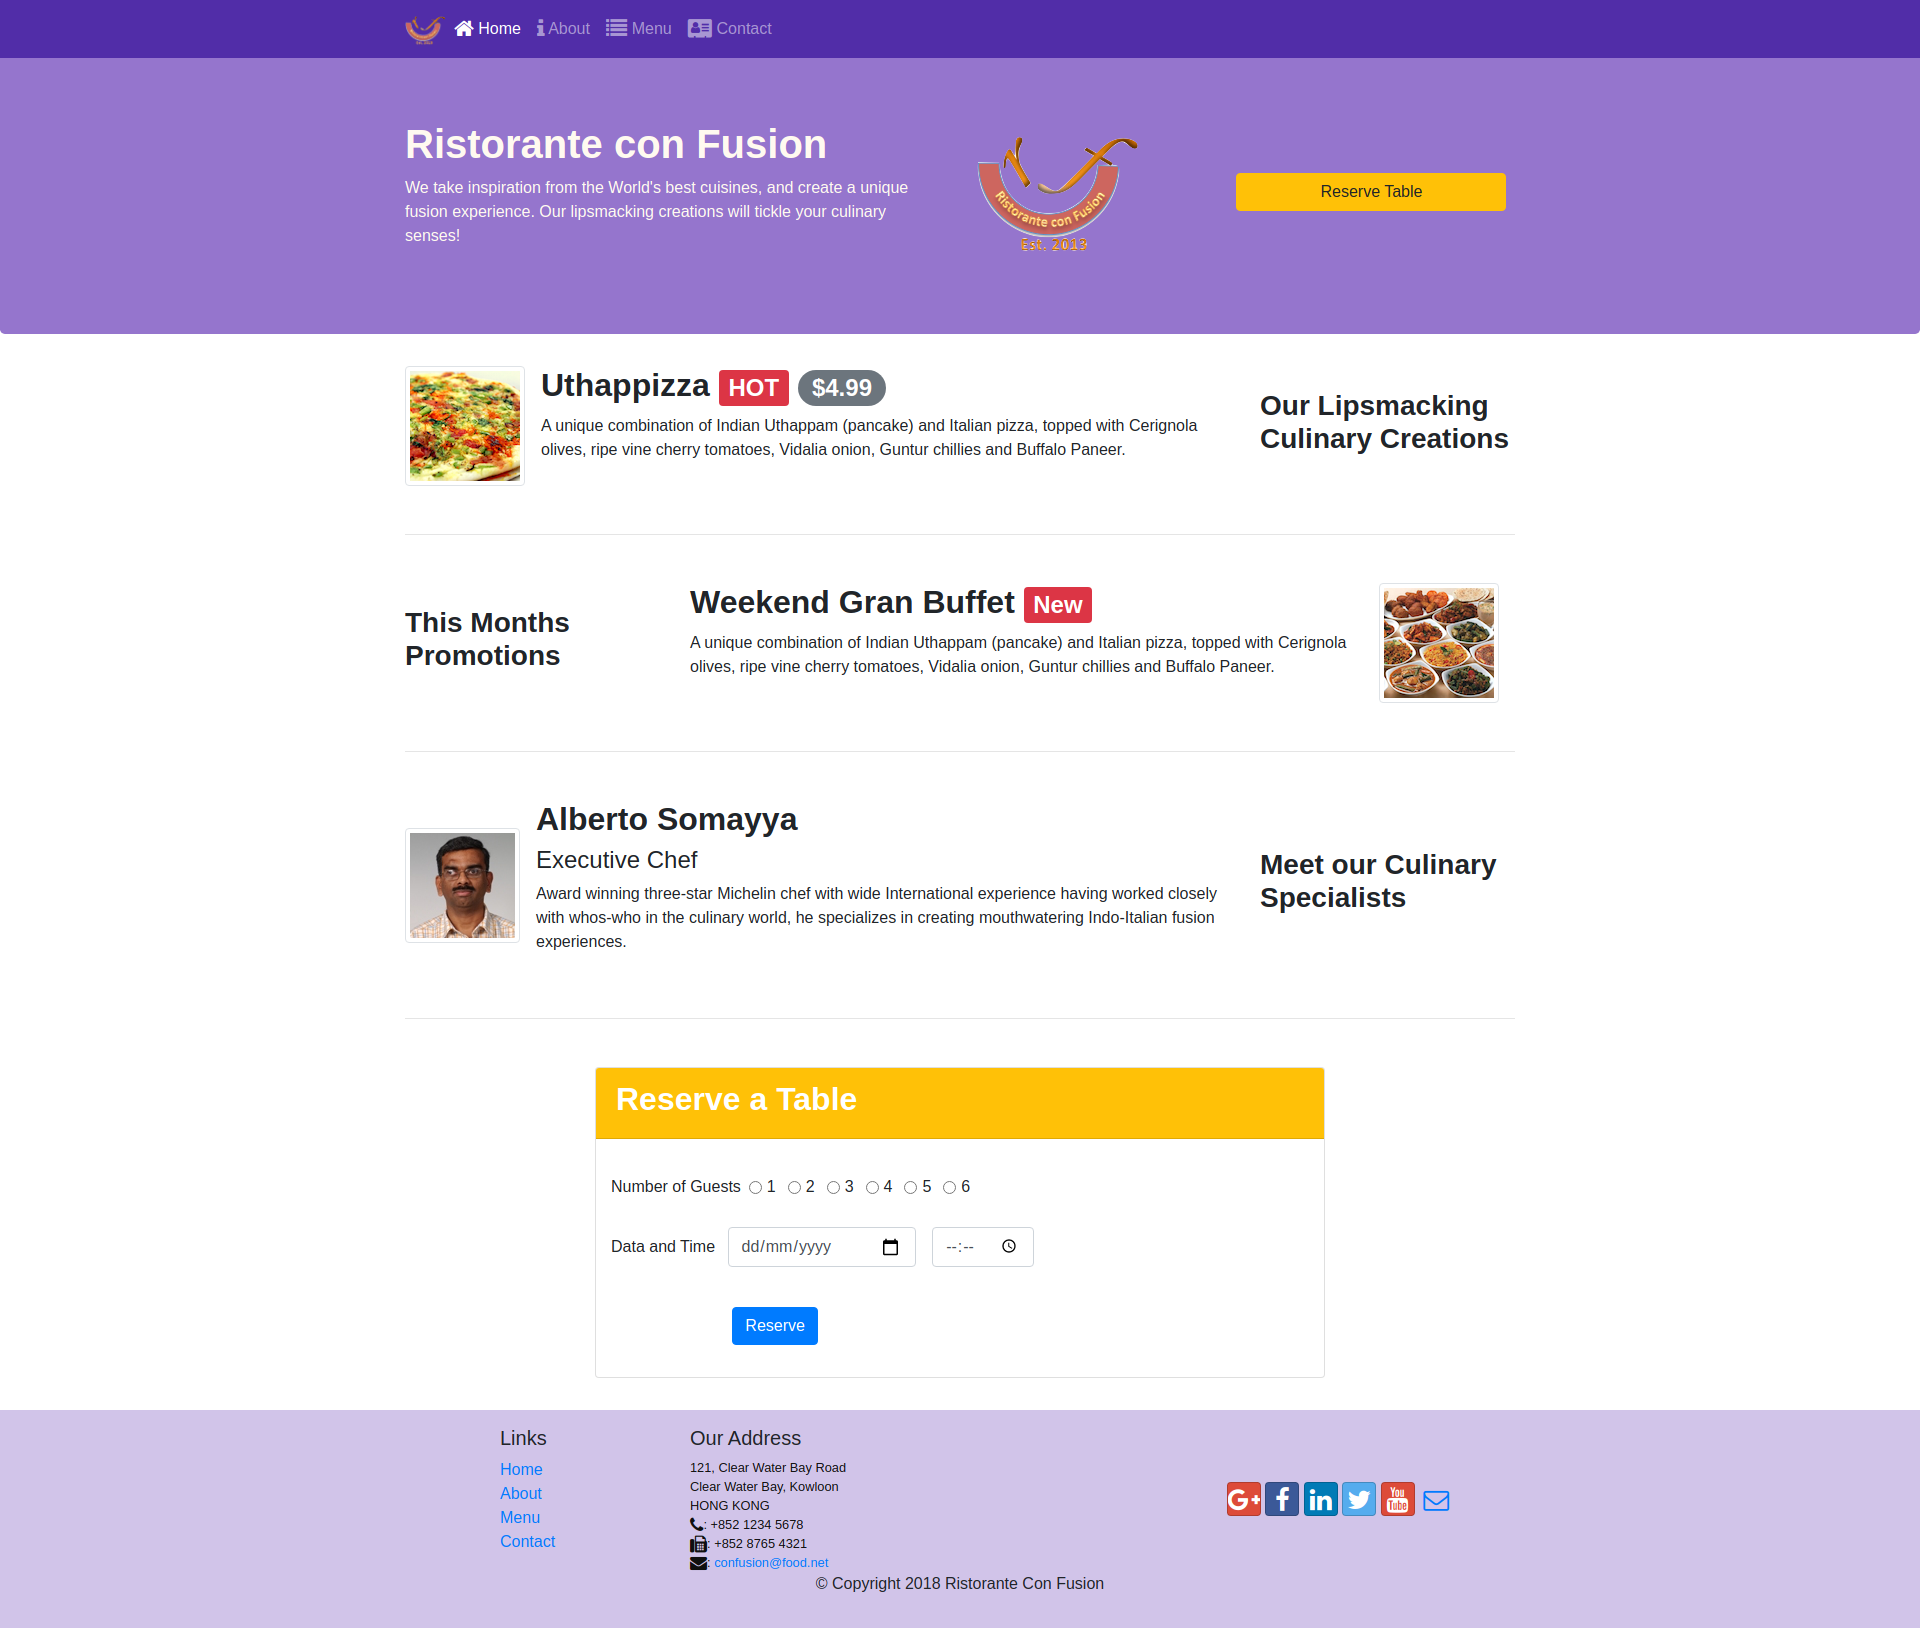 Home About Menu Contact
Ristorante con Fusion
We take inspiration from the World's best cuisines, and create a unique
fusion experience. Our lipsmacking creations will tickle your culinary
senses!
Ristorante con Fusion
Est. 2013
Reserve Table
Uthappizza HOT $4.99
A unique combination of Indian Uthappam (pancake) and Italian pizza, topped with Cerignola
olives, ripe vine cherry tomatoes, Vidalia onion, Guntur chillies and Buffalo Paneer.
Our Lipsmacking
Culinary Creations
This Months
Promotions
Weekend Gran Buffet New
A unique combination of Indian Uthappam (pancake) and Italian pizza, topped with Cerignola
olives, ripe vine cherry tomatoes, Vidalia onion, Guntur chillies and Buffalo Paneer.
Alberto Somayya
Executive Chef
Award winning three-star Michelin chef with wide International experience having worked closely
with whos-who in the culinary world, he specializes in creating mouthwatering Indo-Italian fusion
experiences.
Meet our Culinary
Specialists
Reserve a Table
Number of Guests 1 2 3 4 5 6
Data and Time dd/mm/yyyy --:--
Reserve
Links
Home
About
Menu
Contact
Our Address
121, Clear Water Bay Road
Clear Water Bay, Kowloon
HONG KONG
: +852 1234 5678
: +852 8765 4321
: confusion@food.net
G+ f in You Tube
© Copyright 2018 Ristorante Con Fusion